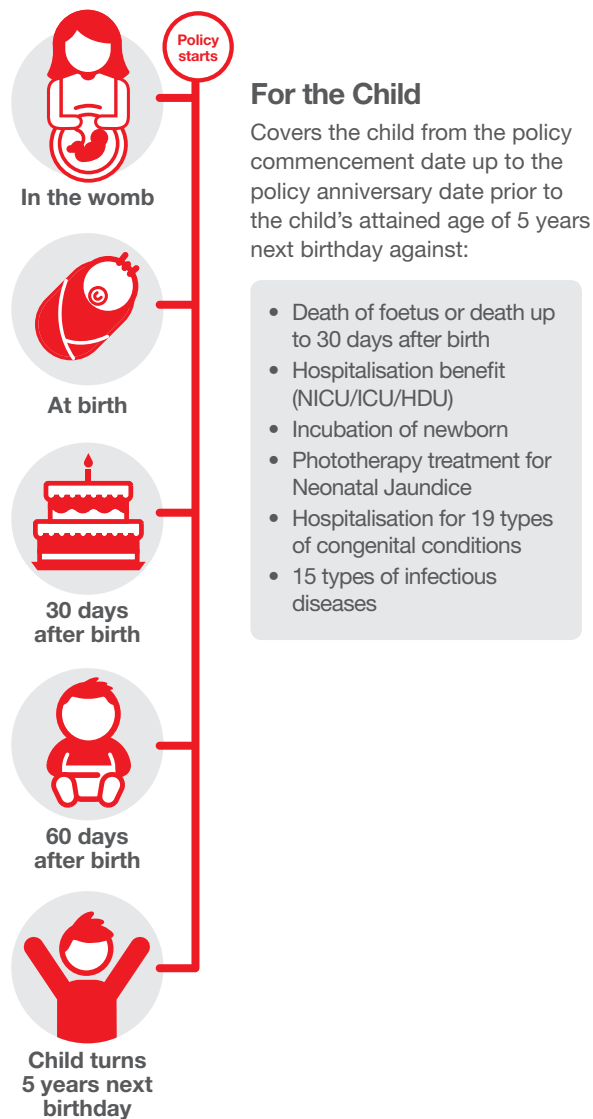 Policy
starts
In the womb
At birth
30 days
after birth
60 days
after birth
Child turns
5 years next
birthday
For the Child
Covers the child from the policy
commencement date up to the
policy anniversary date prior to
the child’s attained age of 5 years
next birthday against:
• Death of foetus or death up
to 30 days after birth
• Hospitalisation benefit
(NICU/ICU/HDU)
• Incubation of newborn
• Phototherapy treatment for
Neonatal Jaundice
• Hospitalisation for 19 types
of congenital conditions
• 15 types of infectious
diseases